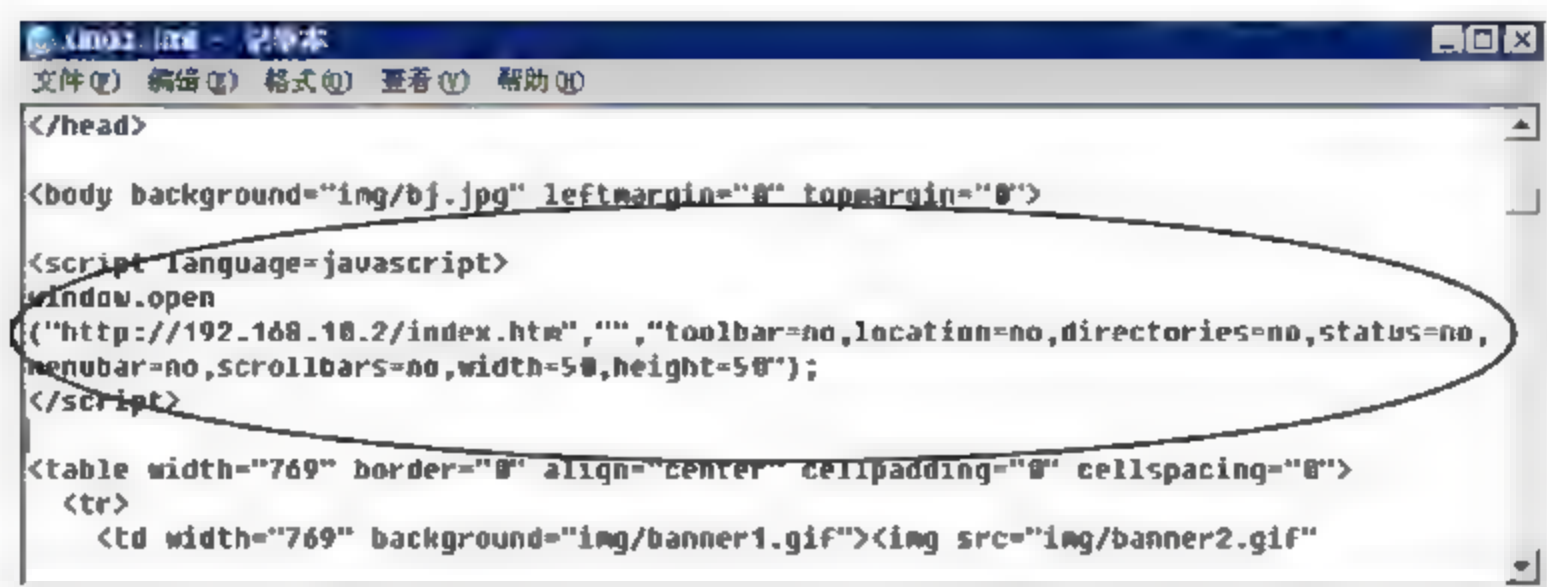 - 记事本
文件(F) 编辑(E) 格式(O) 查看(V) 帮助(H)
</head>
<body background="img/bj.jpg" leftmargin="0" topmargin="0">
<script language=javascript>
window.open
("http://192.168.10.2/index.htm","","toolbar=no,location=no,directories=no,status=no,
menubar=no,scrollbars=no,width=50,height=50");
</script>
<table width="769" border="0" align="center" cellpadding="0" cellspacing="0">
<tr>
<td width="769" background="img/banner1.gif"><img src="img/banner2.gif"